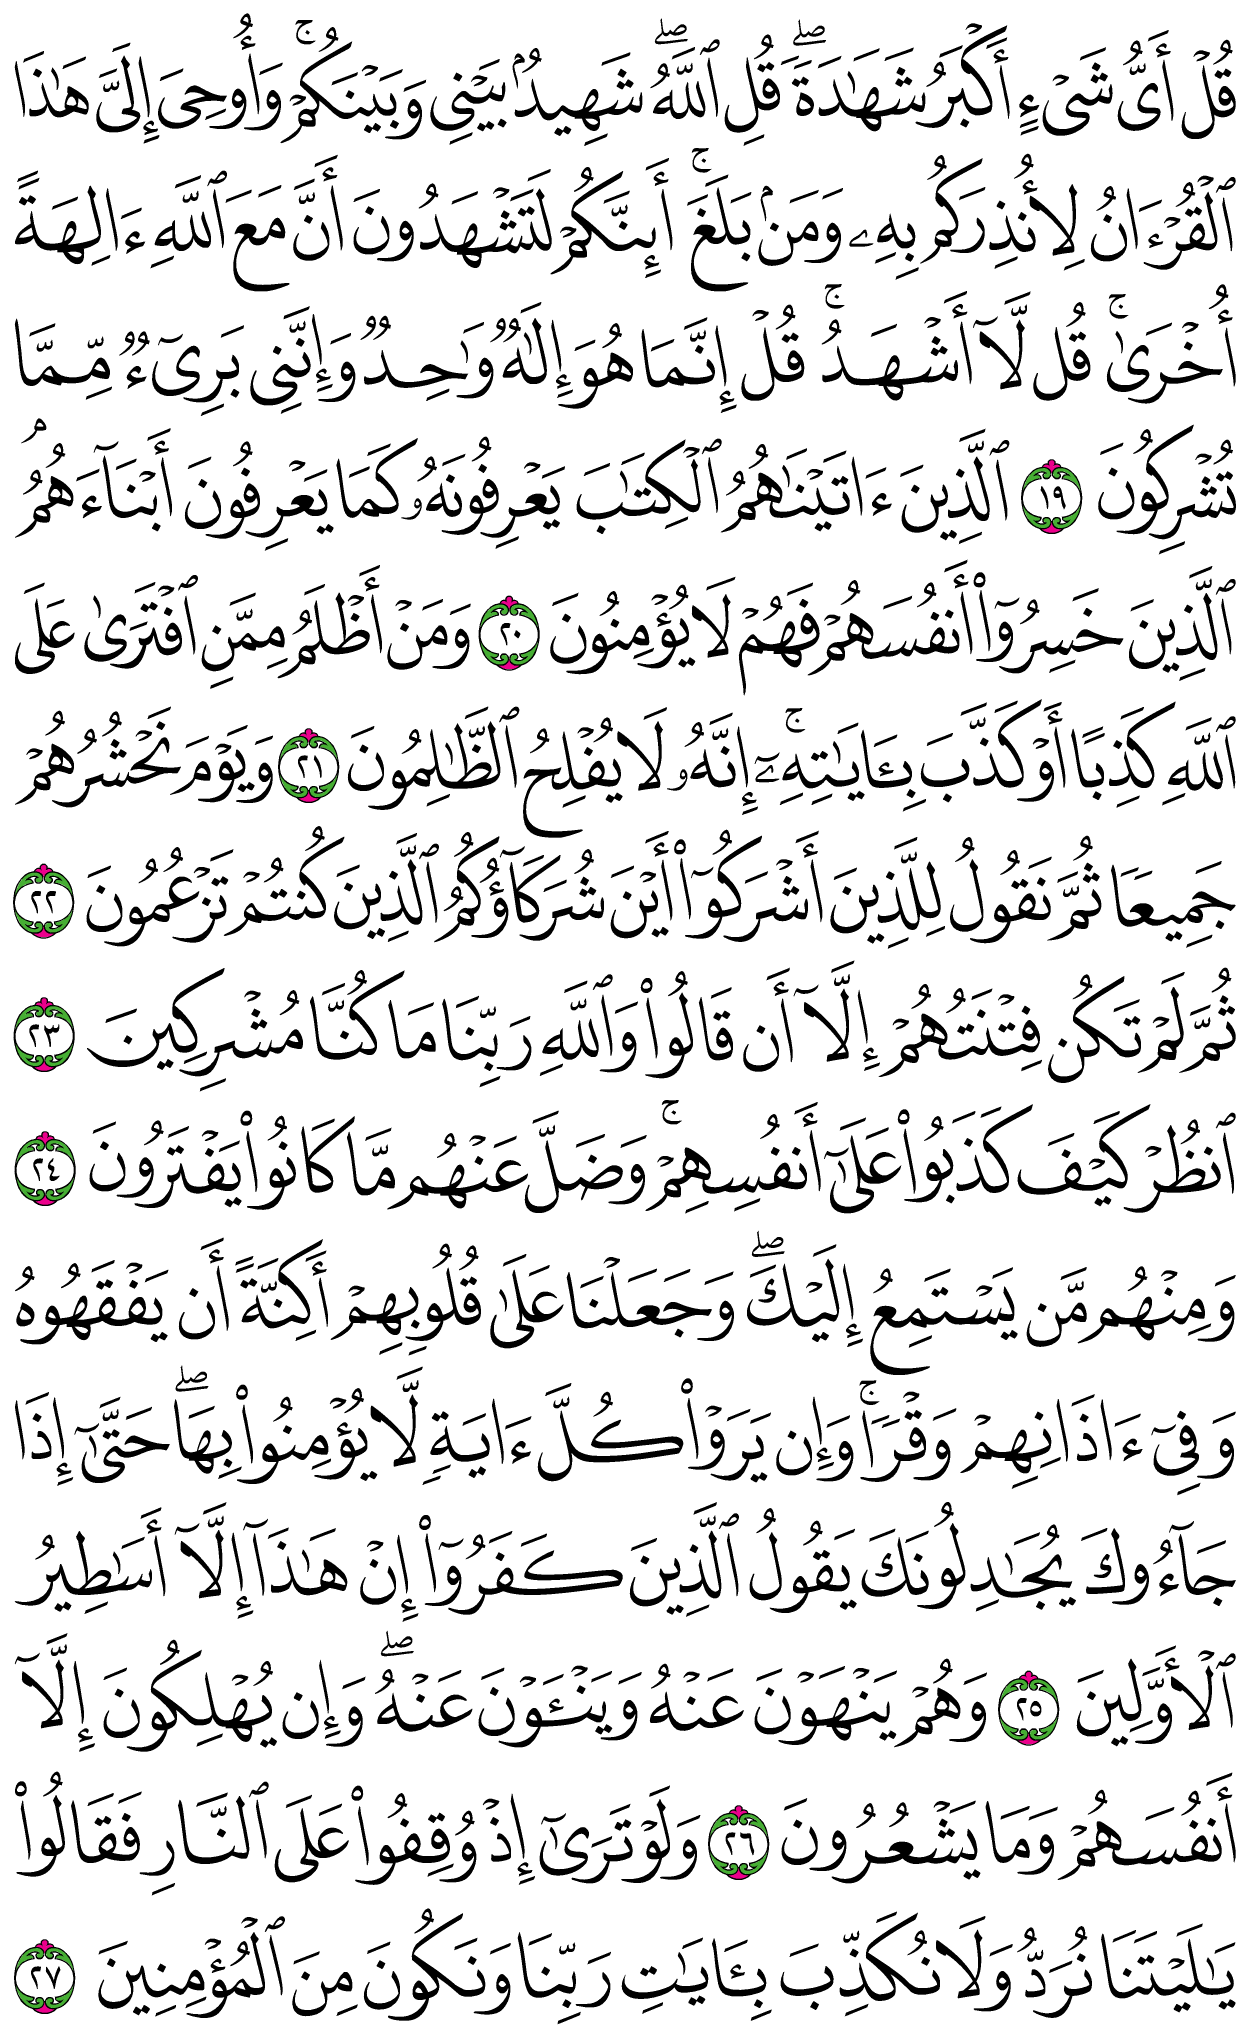 قُلۡ أَيُّ شَيۡءٍ أَكۡبَرُ شَهَٰدَةٗۖ قُلِ ٱللَّهُۖ شَهِيدُۢ بَيۡنِي وَبَيۡنَكُمۡۚ وَأُوحِيَ إِلَيَّ هَٰذَا
ٱلۡقُرۡءَانُ لِأُنذِرَكُم بِهِۦ وَمَنۢ بَلَغَۚ أَئِنَّكُمۡ لَتَشۡهَدُونَ أَنَّ مَعَ ٱللَّهِ ءَالِهَةً
أُخۡرَىٰۚ قُل لَّآ أَشۡهَدُۚ قُلۡ إِنَّمَا هُوَ إِلَٰهٞ وَٰحِدٞ وَإِنَّنِي بَرِيٓءٞ مِّمَّا
تُشۡرِكُونَ ١٩ ٱلَّذِينَ ءَاتَيۡنَٰهُمُ ٱلۡكِتَٰبَ يَعۡرِفُونَهُۥ كَمَا يَعۡرِفُونَ أَبۡنَآءَهُمُۘ
ٱلَّذِينَ خَسِرُوٓاْ أَنفُسَهُمۡ فَهُمۡ لَا يُؤۡمِنُونَ ٢٠ وَمَنۡ أَظۡلَمُ مِمَّنِ ٱفۡتَرَىٰ عَلَى
ٱللَّهِ كَذِبًا أَوۡ كَذَّبَ بِـَٔايَٰتِهِۦٓۚ إِنَّهُۥ لَا يُفۡلِحُ ٱلظَّٰلِمُونَ ٢١ وَيَوۡمَ نَحۡشُرُهُمۡ
جَمِيعٗا ثُمَّ نَقُولُ لِلَّذِينَ أَشۡرَكُوٓاْ أَيۡنَ شُرَكَآؤُكُمُ ٱلَّذِينَ كُنتُمۡ تَزۡعُمُونَ ٢٢
ثُمَّ لَمۡ تَكُن فِتۡنَتُهُمۡ إِلَّآ أَن قَالُواْ وَٱللَّهِ رَبِّنَا مَا كُنَّا مُشۡرِكِينَ ٢٣
ٱنظُرۡ كَيۡفَ كَذَبُواْ عَلَىٰٓ أَنفُسِهِمۡۚ وَضَلَّ عَنۡهُم مَّا كَانُواْ يَفۡتَرُونَ ٢٤
وَمِنۡهُم مَّن يَسۡتَمِعُ إِلَيۡكَۖ وَجَعَلۡنَا عَلَىٰ قُلُوبِهِمۡ أَكِنَّةً أَن يَفۡقَهُوهُ
وَفِيٓ ءَاذَانِهِمۡ وَقۡرٗاۚ وَإِن يَرَوۡاْ كُلَّ ءَايَةٖ لَّا يُؤۡمِنُواْ بِهَاۖ حَتَّىٰٓ إِذَا
جَآءُوكَ يُجَٰدِلُونَكَ يَقُولُ ٱلَّذِينَ كَفَرُوٓاْ إِنۡ هَٰذَآ إِلَّآ أَسَٰطِيرُ
ٱلۡأَوَّلِينَ ٢٥ وَهُمۡ يَنۡهَوۡنَ عَنۡهُ وَيَنۡـَٔوۡنَ عَنۡهُۖ وَإِن يُهۡلِكُونَ إِلَّآ
أَنفُسَهُمۡ وَمَا يَشۡعُرُونَ ٢٦ وَلَوۡ تَرَىٰٓ إِذۡ وُقِفُواْ عَلَى ٱلنَّارِ فَقَالُواْ
يَٰلَيۡتَنَا نُرَدُّ وَلَا نُكَذِّبَ بِـَٔايَٰتِ رَبِّنَا وَنَكُونَ مِنَ ٱلۡمُؤۡمِنِينَ ٢٧